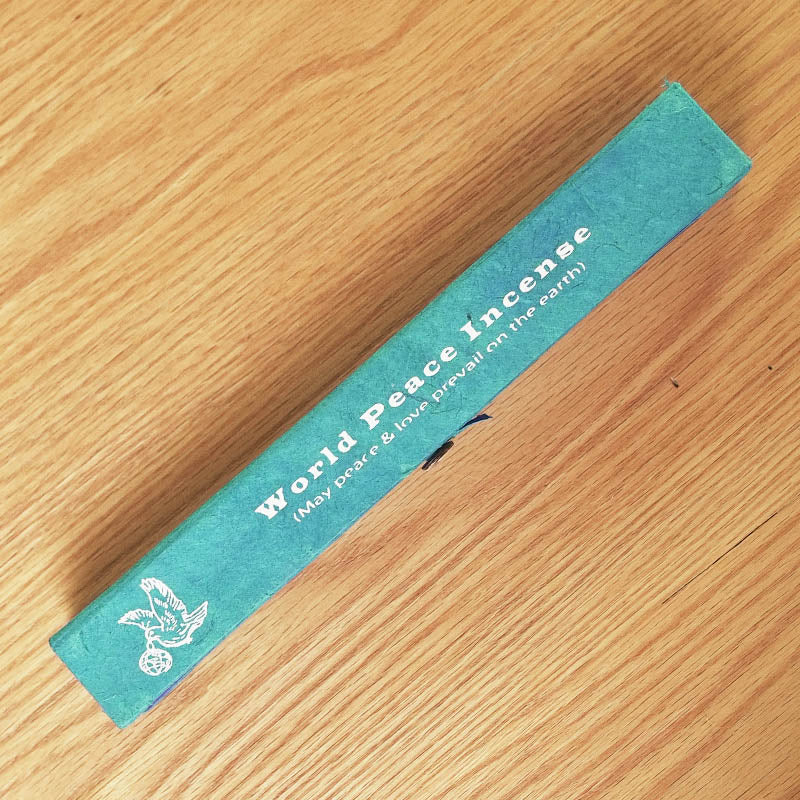 World Peace Incense
(May peace & love prevail on the earth)